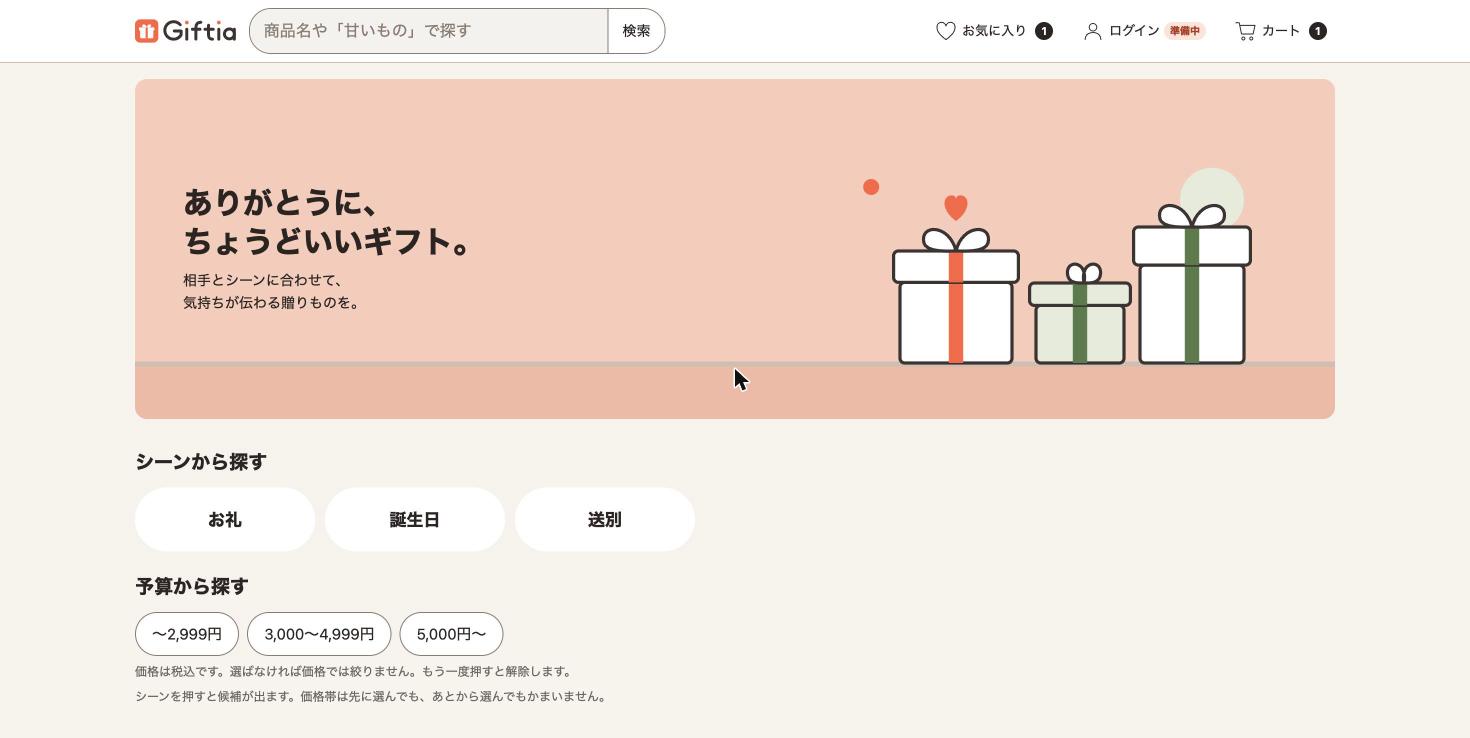 Giftia
商品名や「甘いもの」で探す
検索
お気に入り 1
ログイン 準備中
カート 1
ありがとうに、
ちょうどいいギフト。
相手とシーンに合わせて、
気持ちが伝わる贈りものを。
シーンから探す
お礼
誕生日
送別
予算から探す
〜2,999円
3,000〜4,999円
5,000円〜
価格は税込です。選ばなければ価格では絞りません。もう一度押すと解除します。
シーンを押すと候補が出ます。価格帯は先に選んでも、あとから選んでもかまいません。